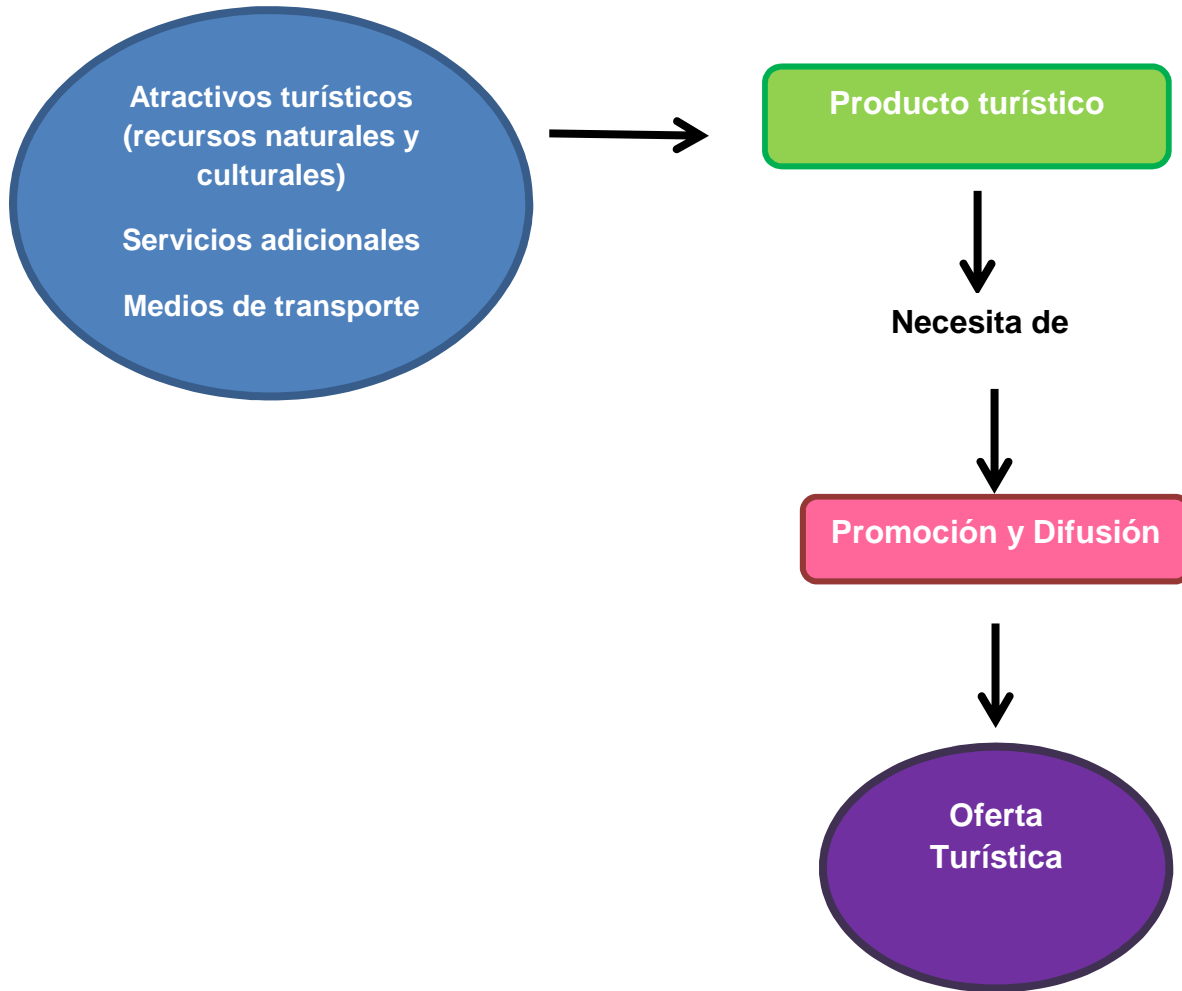 Atractivos turísticos
(recursos naturales y
culturales)
Servicios adicionales
Medios de transporte
Producto turístico
Necesita de
Promoción y Difusión
Oferta
Turística